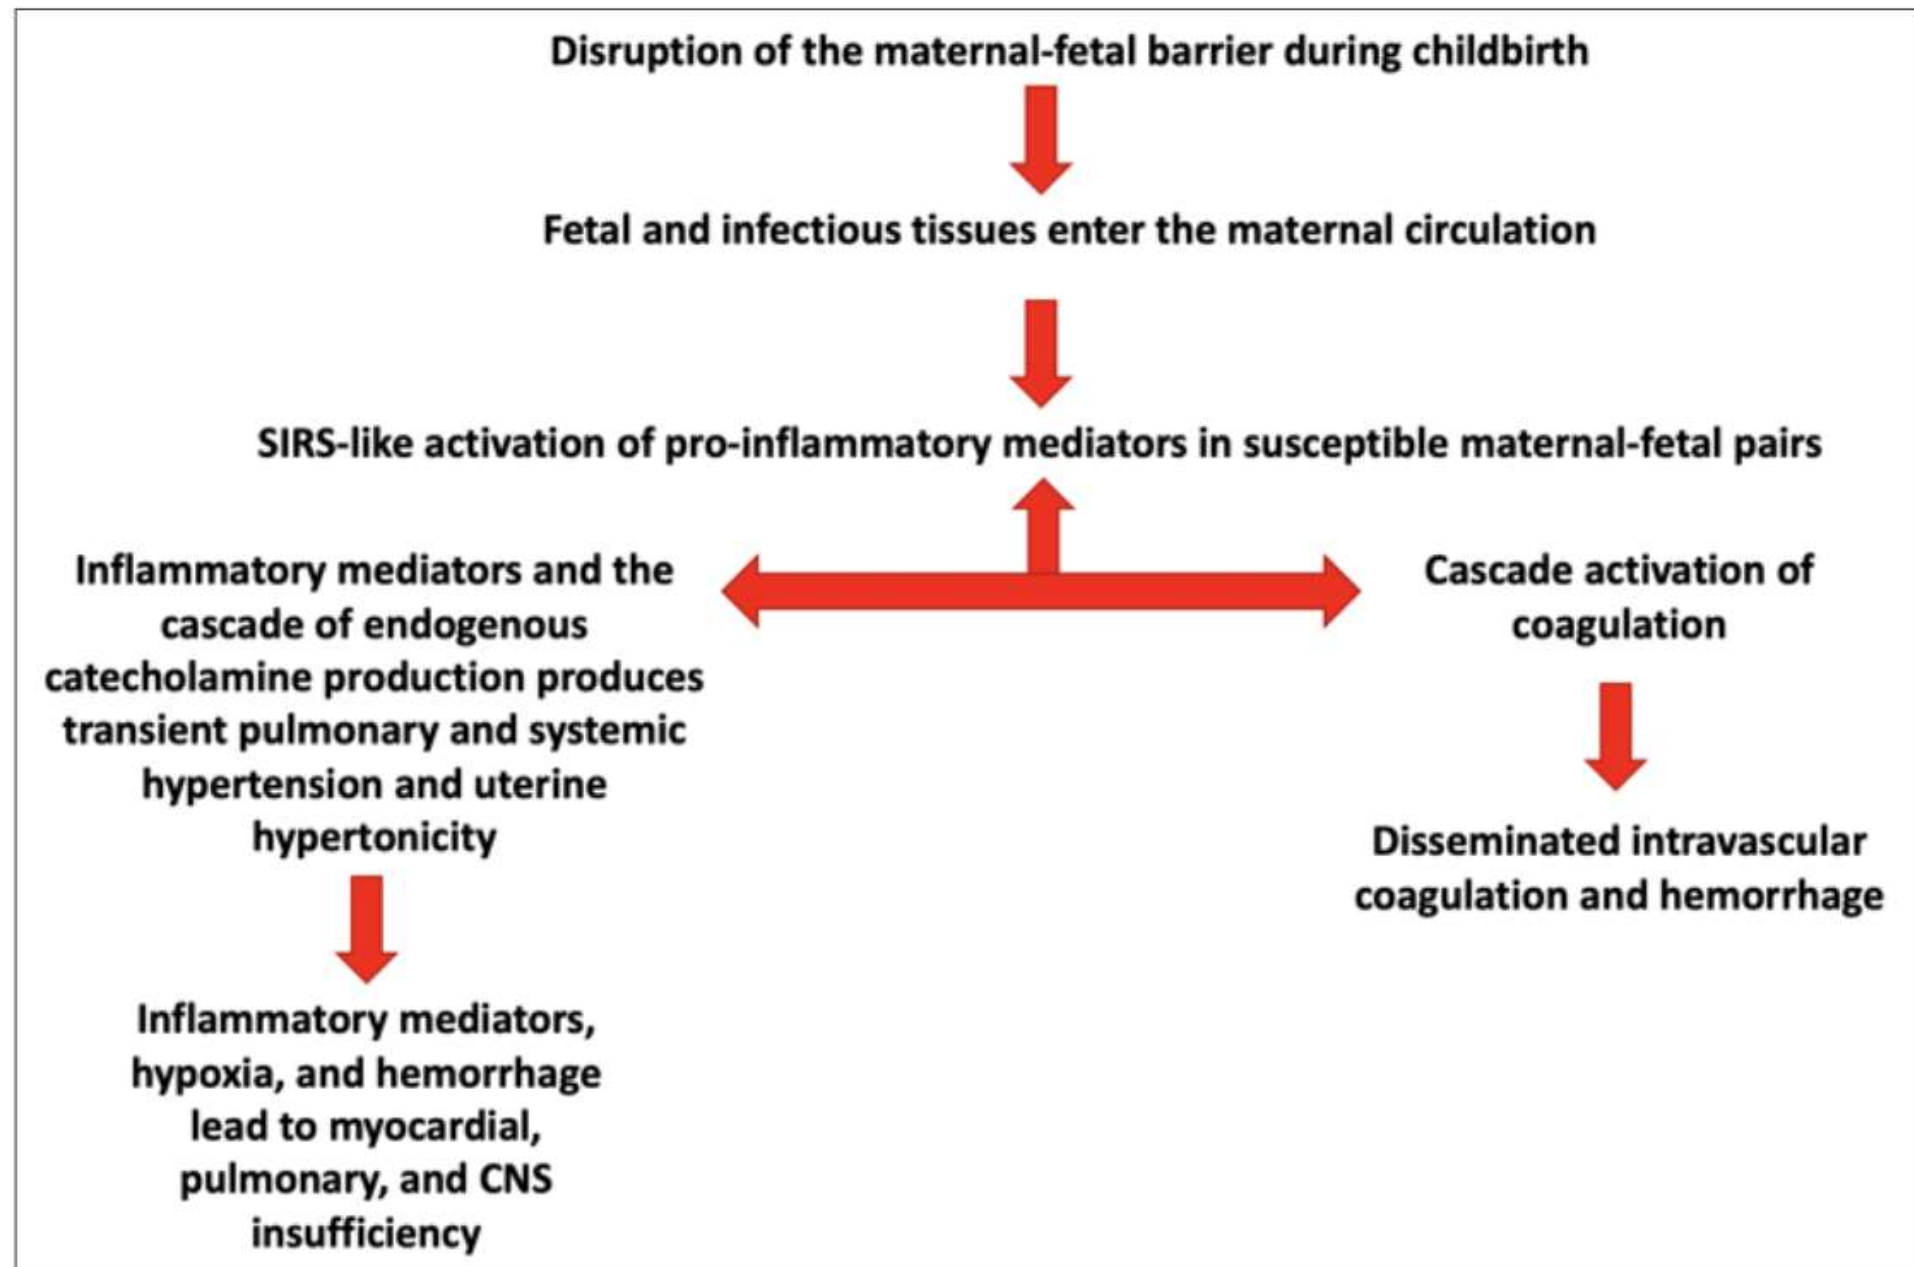 Disruption of the maternal-fetal barrier during childbirth
Fetal and infectious tissues enter the maternal circulation
SIRS-like activation of pro-inflammatory mediators in susceptible maternal-fetal pairs
Inflammatory mediators and the
cascade of endogenous
catecholamine production produces
transient pulmonary and systemic
hypertension and uterine
hypertonicity
Cascade activation of
coagulation
Disseminated intravascular
coagulation and hemorrhage
Inflammatory mediators,
hypoxia, and hemorrhage
lead to myocardial,
pulmonary, and CNS
insufficiency